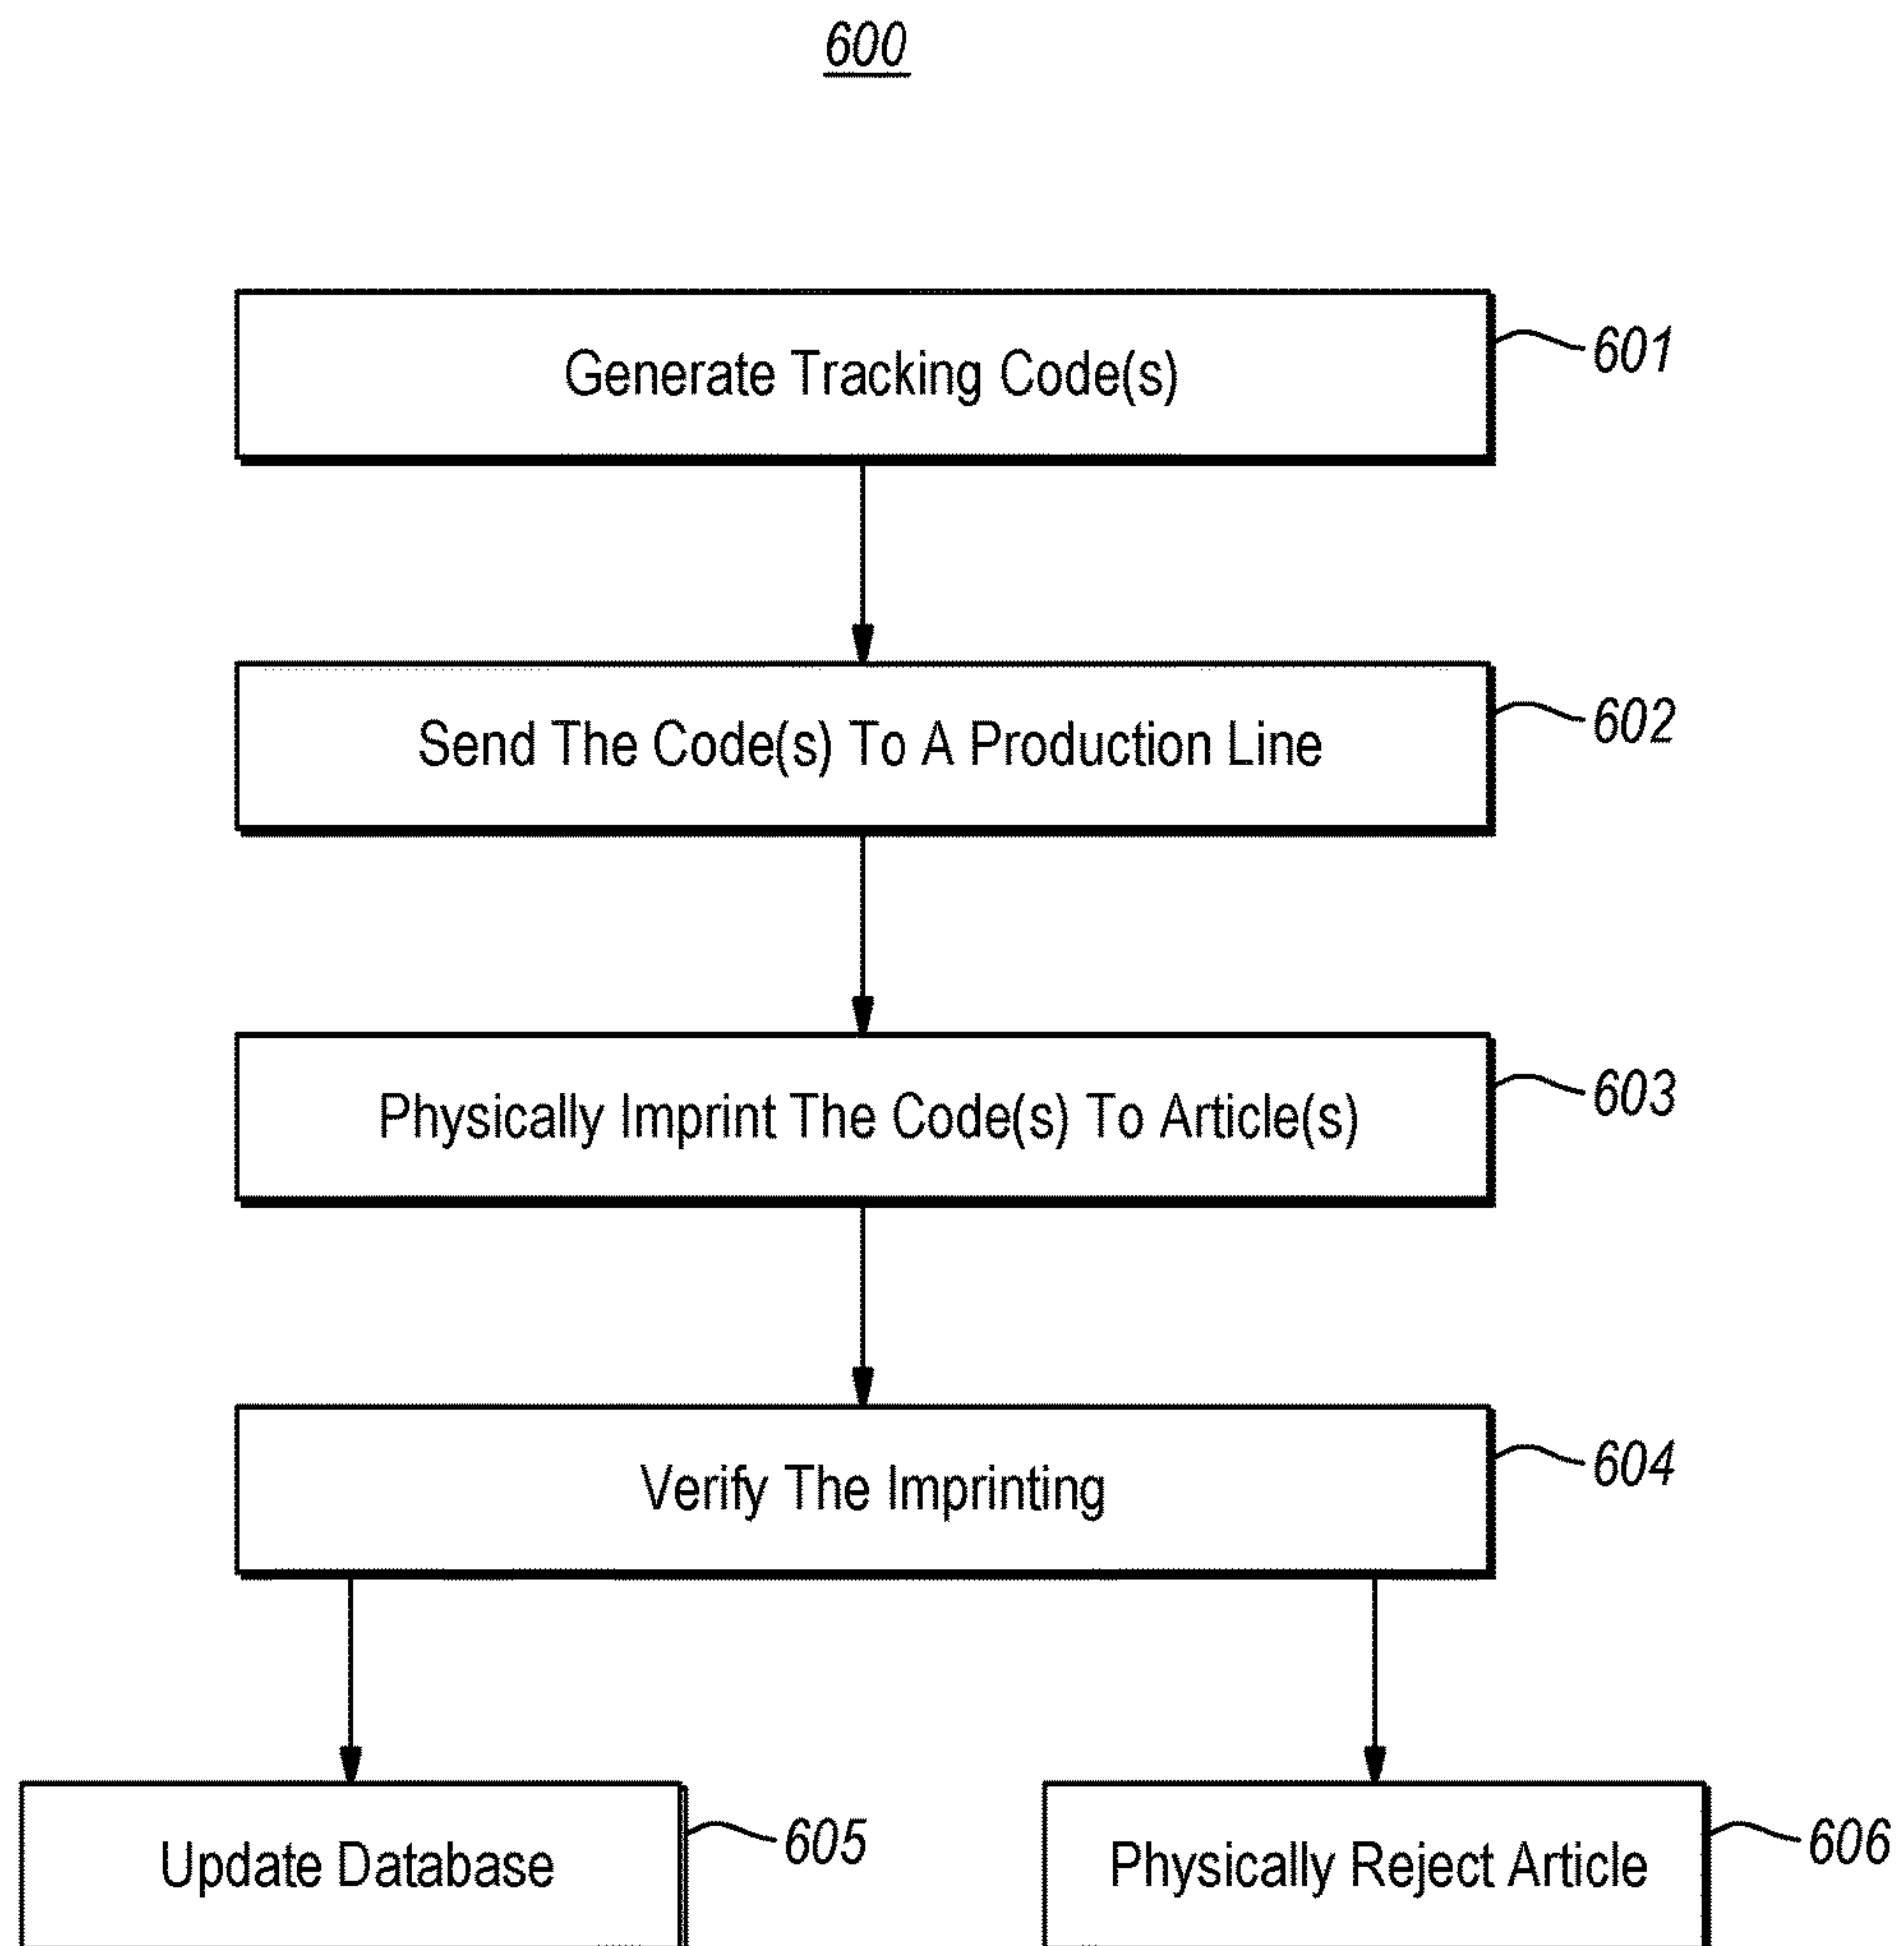 600
Generate Tracking Code(s)
601
Send The Code(s) To A Production Line
602
Physically Imprint The Code(s) To Article(s)
603
Verify The Imprinting
604
Update Database
605
Physically Reject Article
606